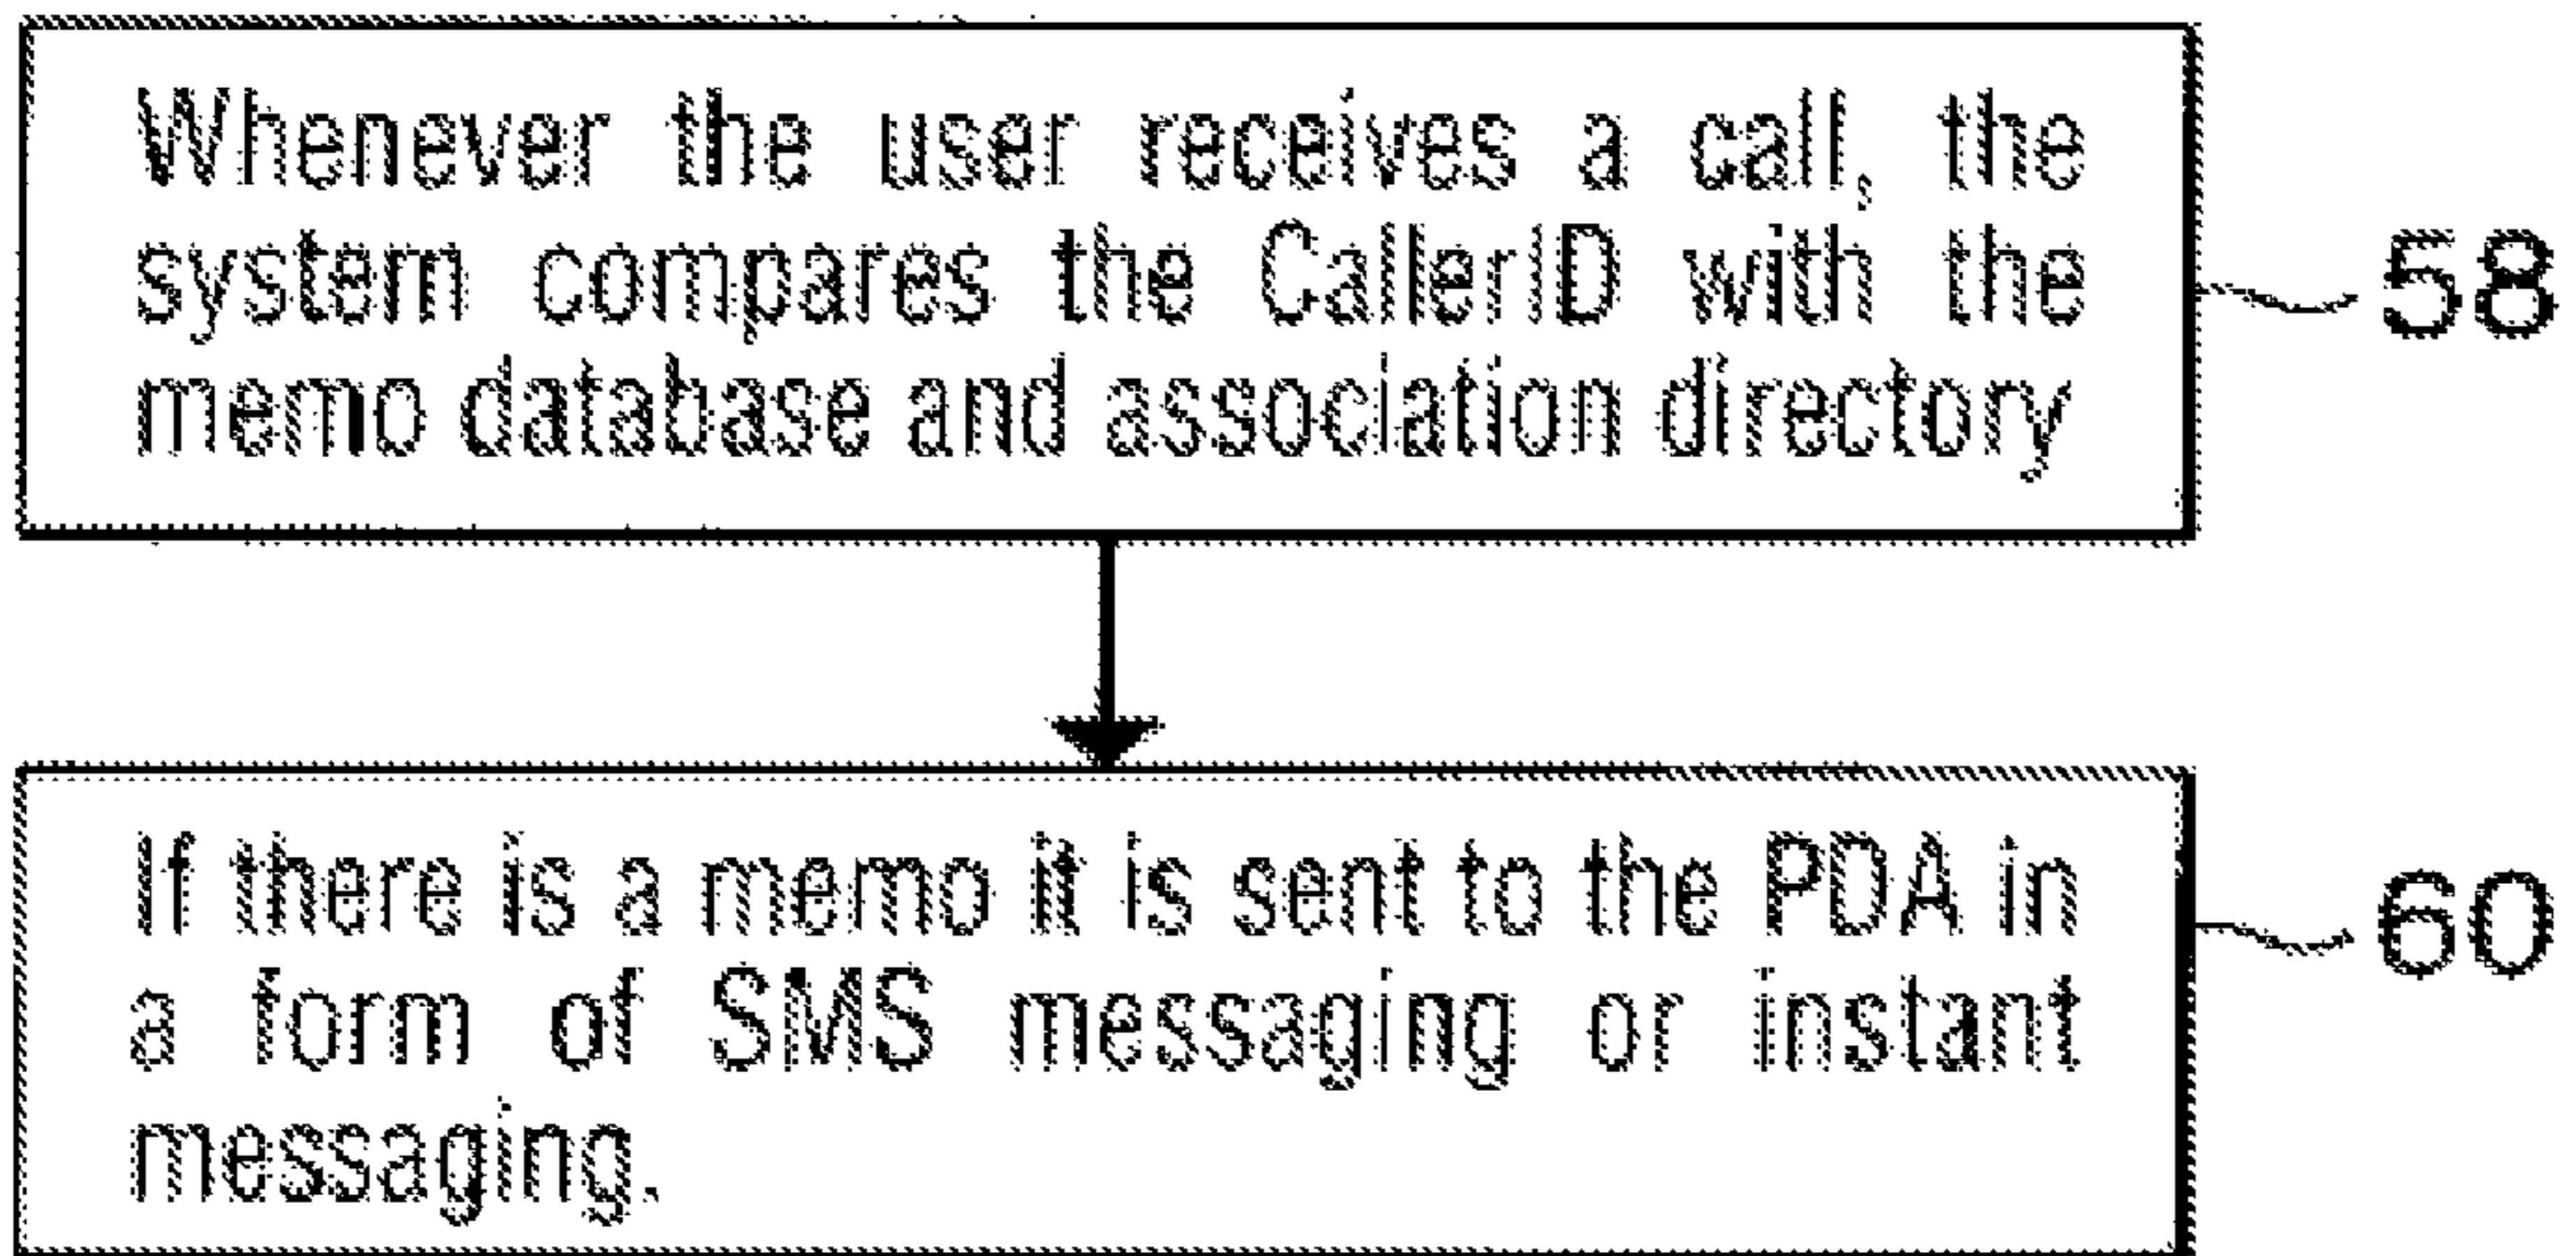 Whenever the user receives a call, the
system compares the CallerID with the
memo database and association directory
58
If there is a memo it is sent to the PDA in
a form of SMS messaging or instant
messaging.
60